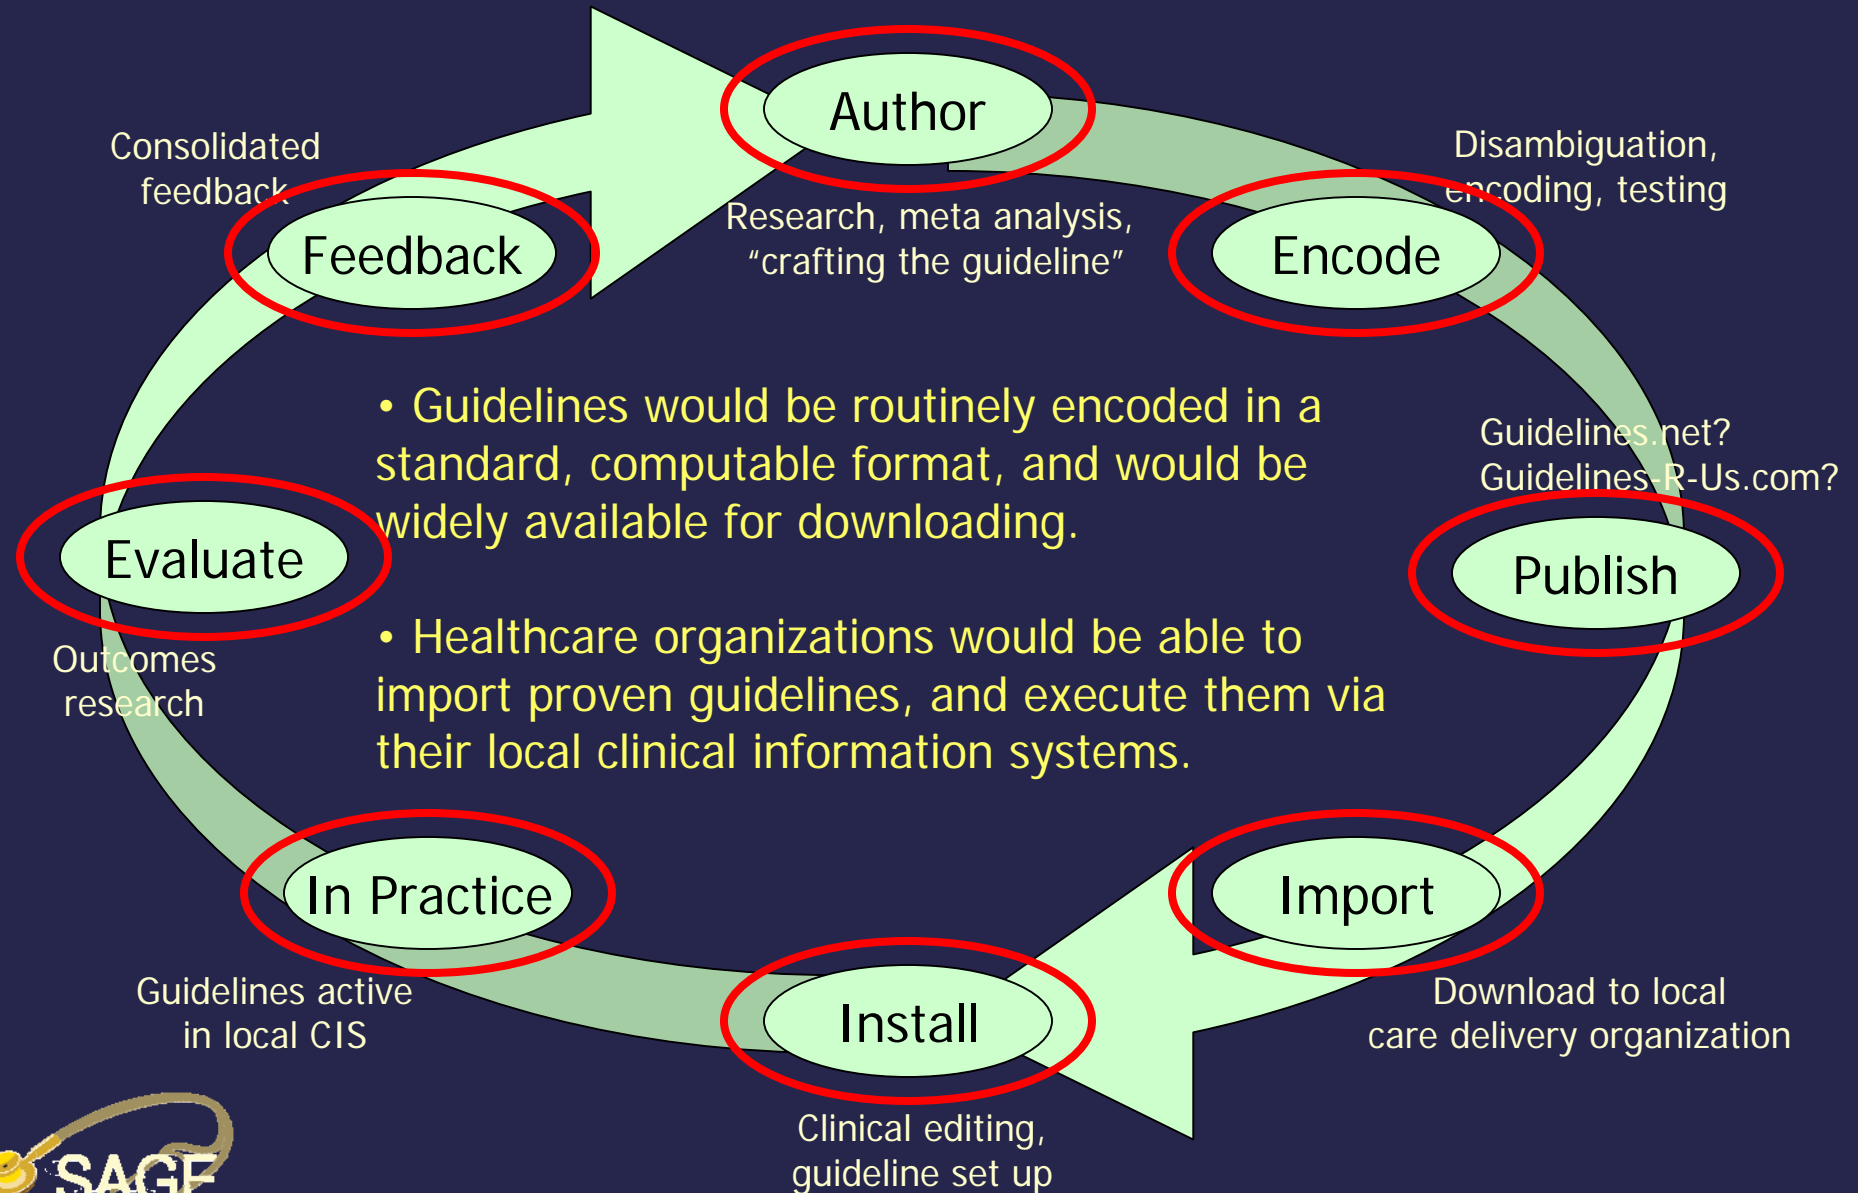 Author
Consolidated
feedback
Disambiguation,
encoding, testing
Research, meta analysis,
“crafting the guideline”
Feedback
Encode
• Guidelines would be routinely encoded in a
standard, computable format, and would be
widely available for downloading.
Guidelines.net?
Guidelines-R-Us.com?
Evaluate
Publish
• Healthcare organizations would be able to
import proven guidelines, and execute them via
their local clinical information systems.
Outcomes
research
In Practice
Import
Guidelines active
in local CIS
Install
Download to local
care delivery organization
Clinical editing,
guideline set up
SAGE